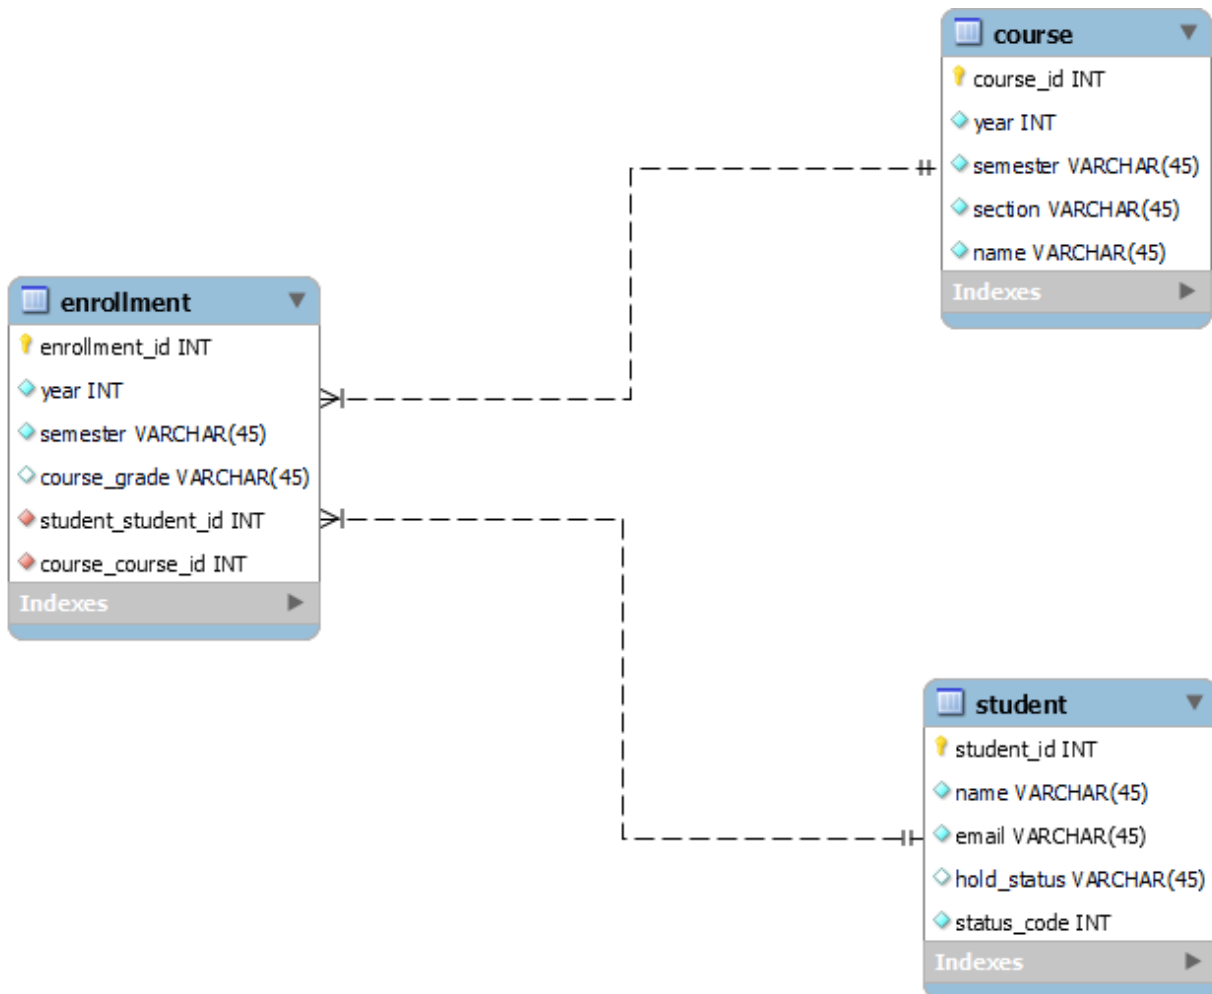 course
course_id INT
year INT
semester VARCHAR(45)
section VARCHAR(45)
name VARCHAR(45)
Indexes
enrollment
enrollment_id INT
year INT
semester VARCHAR(45)
course_grade VARCHAR(45)
student_student_id INT
course_course_id INT
Indexes
student
student_id INT
name VARCHAR(45)
email VARCHAR(45)
hold_status VARCHAR(45)
status_code INT
Indexes